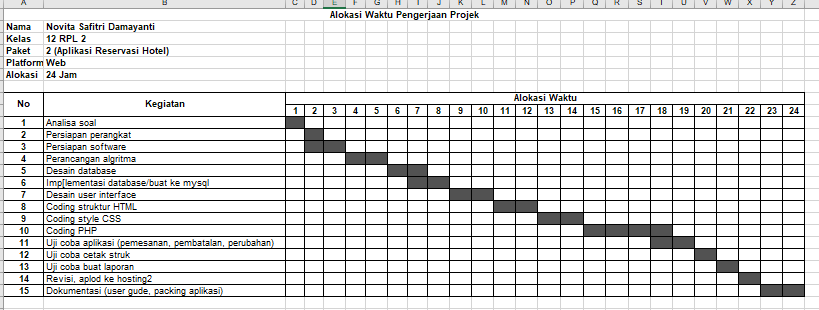 A B C D E F G H I J K L M N O P Q R S T U V W X Y Z
Alokasi Waktu Pengerjaan Projek
Nama Novita Safitri Damayanti
Kelas 12 RPL 2
Paket 2 (Aplikasi Reservasi Hotel)
Platform Web
Alokasi 24 Jam
No Kegiatan Alokasi Waktu
1 2 3 4 5 6 7 8 9 10 11 12 13 14 15 16 17 18 19 20 21 22 23 24
1 Analisa soal
2 Persiapan perangkat
3 Persiapan software
4 Perancangan algritma
5 Desain database
6 Imp[lementasi database/buat ke mysql
7 Desain user interface
8 Coding struktur HTML
9 Coding style CSS
10 Coding PHP
11 Uji coba aplikasi (pemesanan, pembatalan, perubahan)
12 Uji coba cetak struk
13 Uji coba buat laporan
14 Revisi, aplod ke hosting2
15 Dokumentasi (user gude, packing aplikasi)